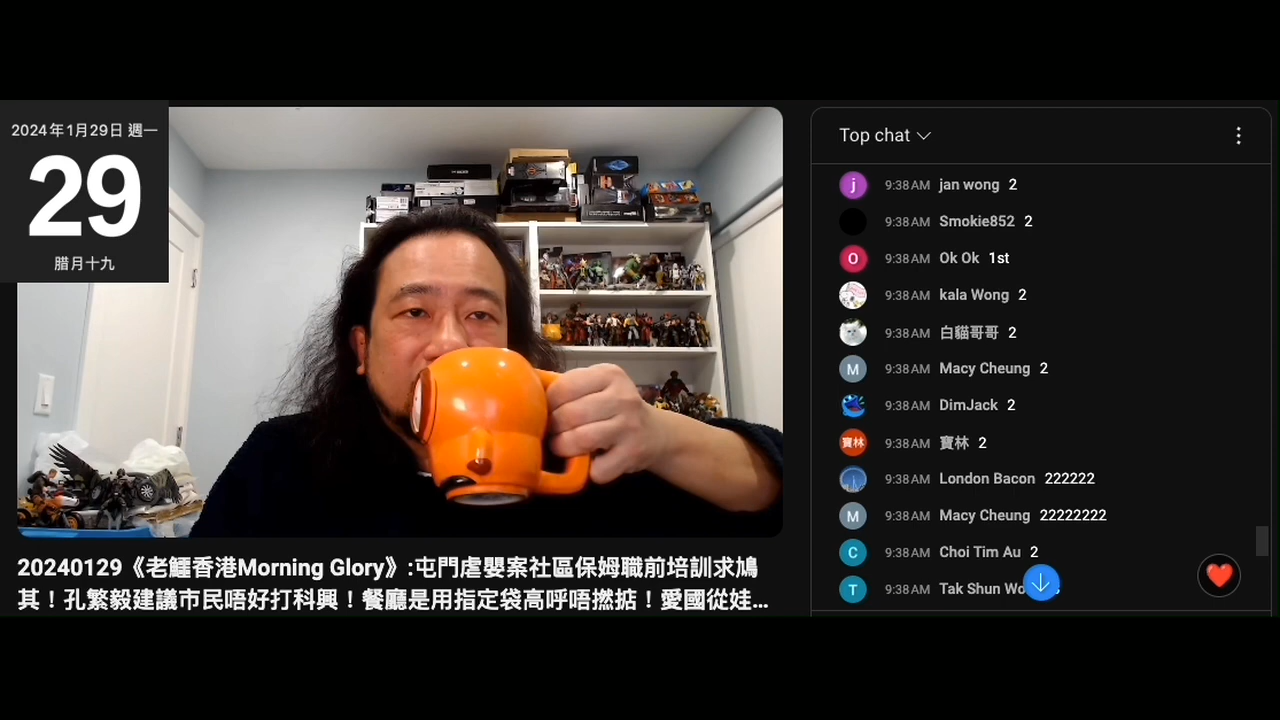 2024年1月29日 週一
29
腊月十九
20240129《老鱷香港Morning Glory》:屯門虐嬰案社區保姆職前培訓求鳩
其！孔繁毅建議市民唔好打科興！餐廳是用指定袋高呼唔撚掂！愛國從娃...
Top chat
9:38 AM jan wong 2
9:38 AM Smokie852 2
9:38 AM Ok Ok 1st
9:38 AM kala Wong 2
9:38 AM 白貓哥哥 2
9:38 AM Macy Cheung 2
9:38 AM DimJack 2
9:38 AM 寶林 2
9:38 AM London Bacon 222222
9:38 AM Macy Cheung 22222222
9:38 AM Choi Tim Au 2
9:38 AM Tak Shun